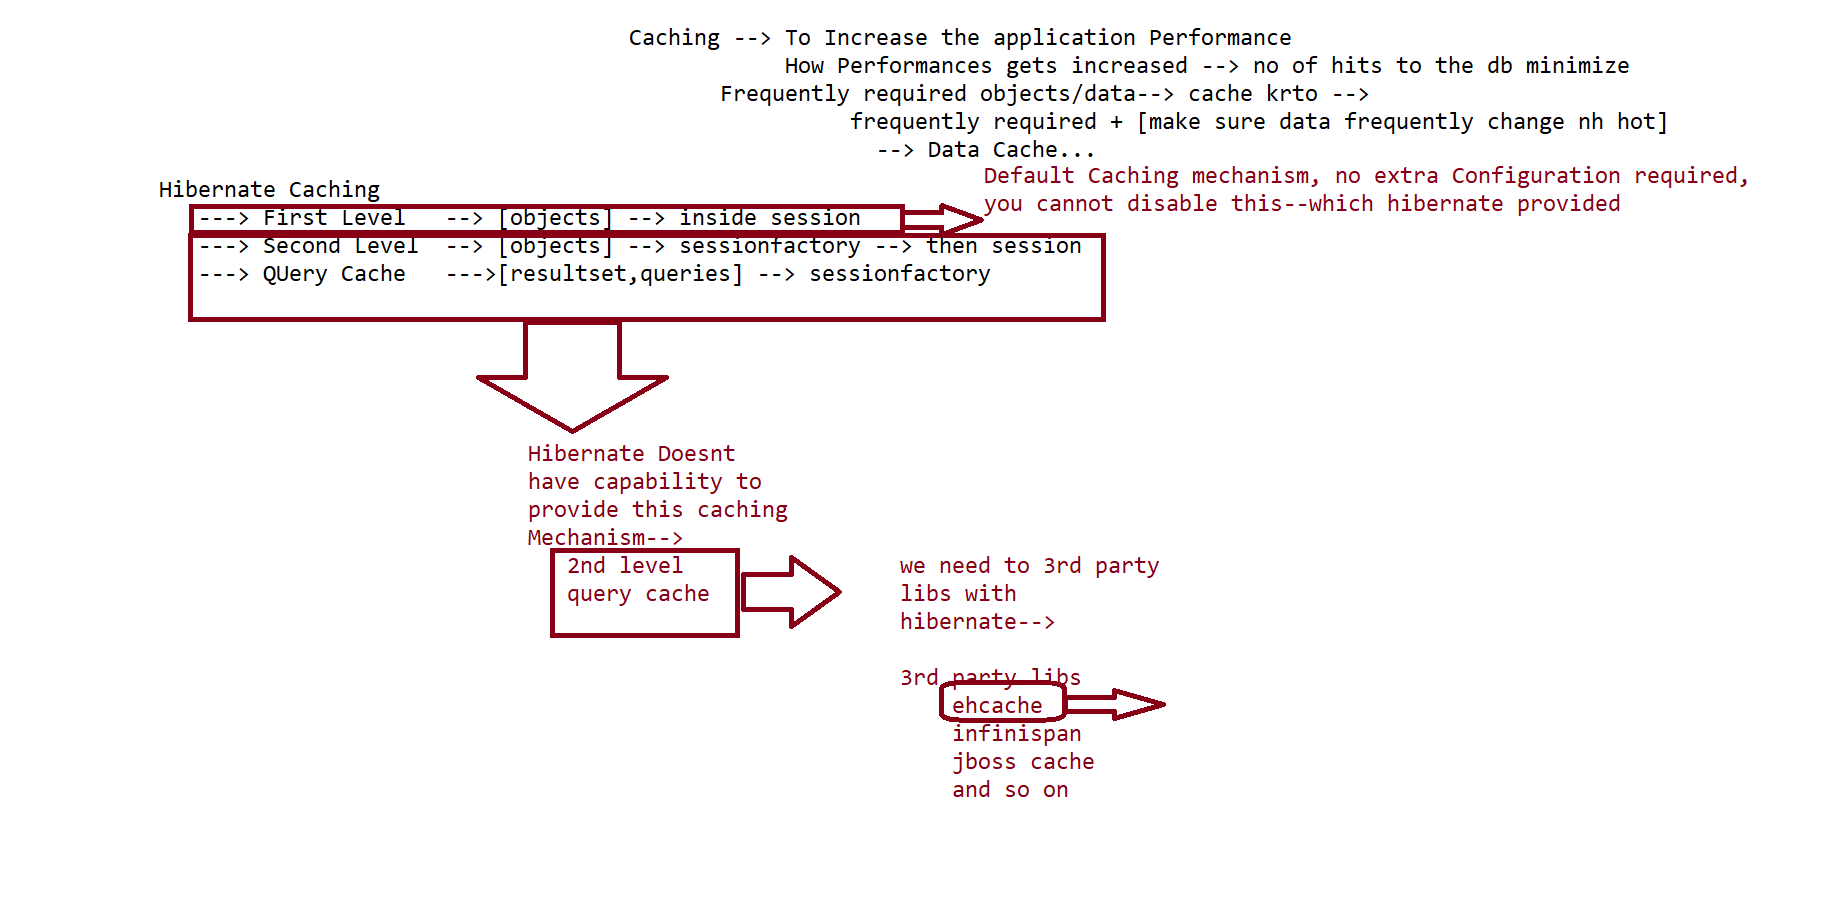 Caching --> To Increase the application Performance
How Performances gets increased --> no of hits to the db minimize
Frequently required objects/data--> cache krto -->
frequently required + [make sure data frequently change nh hot]
--> Data Cache...
Default Caching mechanism, no extra Configuration required,
you cannot disable this--which hibernate provided
Hibernate Caching
---> First Level   --> [objects] --> inside session
---> Second Level  --> [objects] --> sessionfactory --> then session
---> QUery Cache   --->[resultset,queries] --> sessionfactory
Hibernate Doesnt
have capability to
provide this caching
Mechanism-->
2nd level
query cache
we need to 3rd party
libs with
hibernate-->
3rd party libs
ehcache
infinispan
jboss cache
and so on